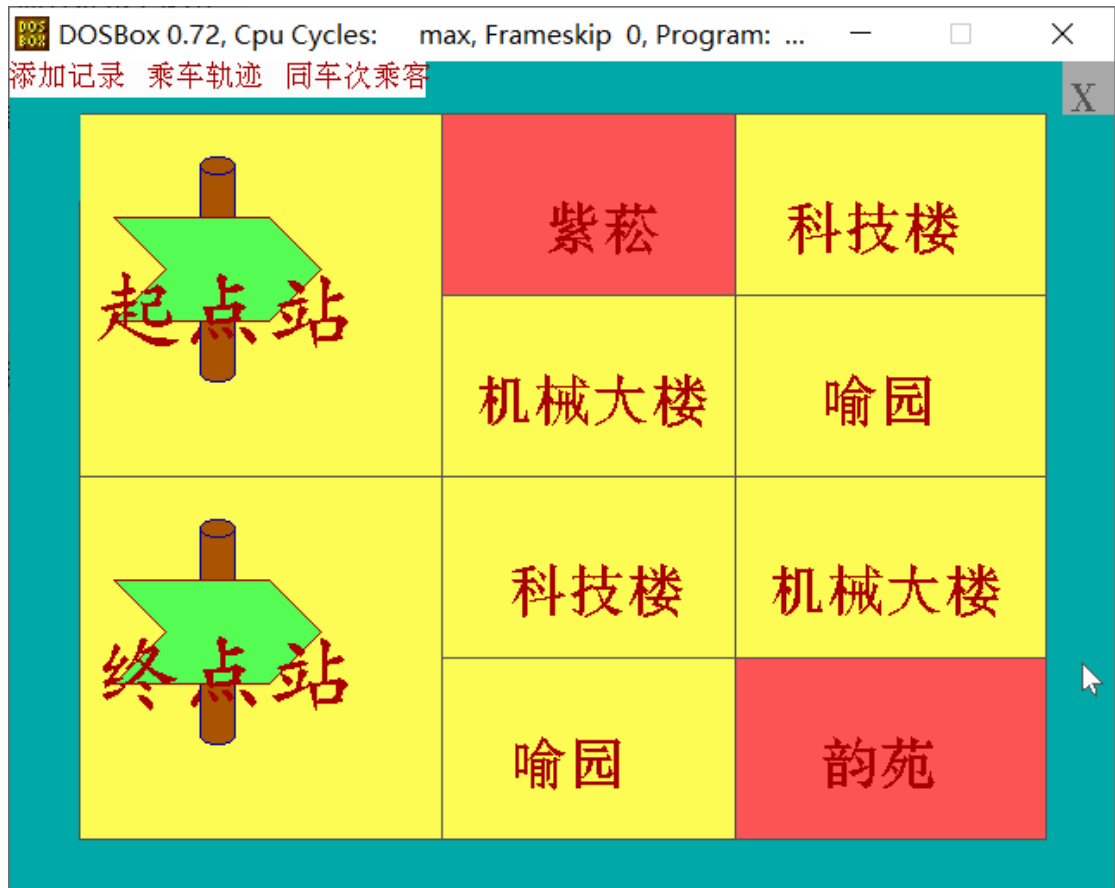 DOSBox 0.72, Cpu Cycles: max, Frameskip 0, Program: ...
添加记录 乘车轨迹 同车次乘客
X
紫菘 科技楼
起点站
机械大楼 喻园
科技楼 机械大楼
终点站
喻园 韵苑